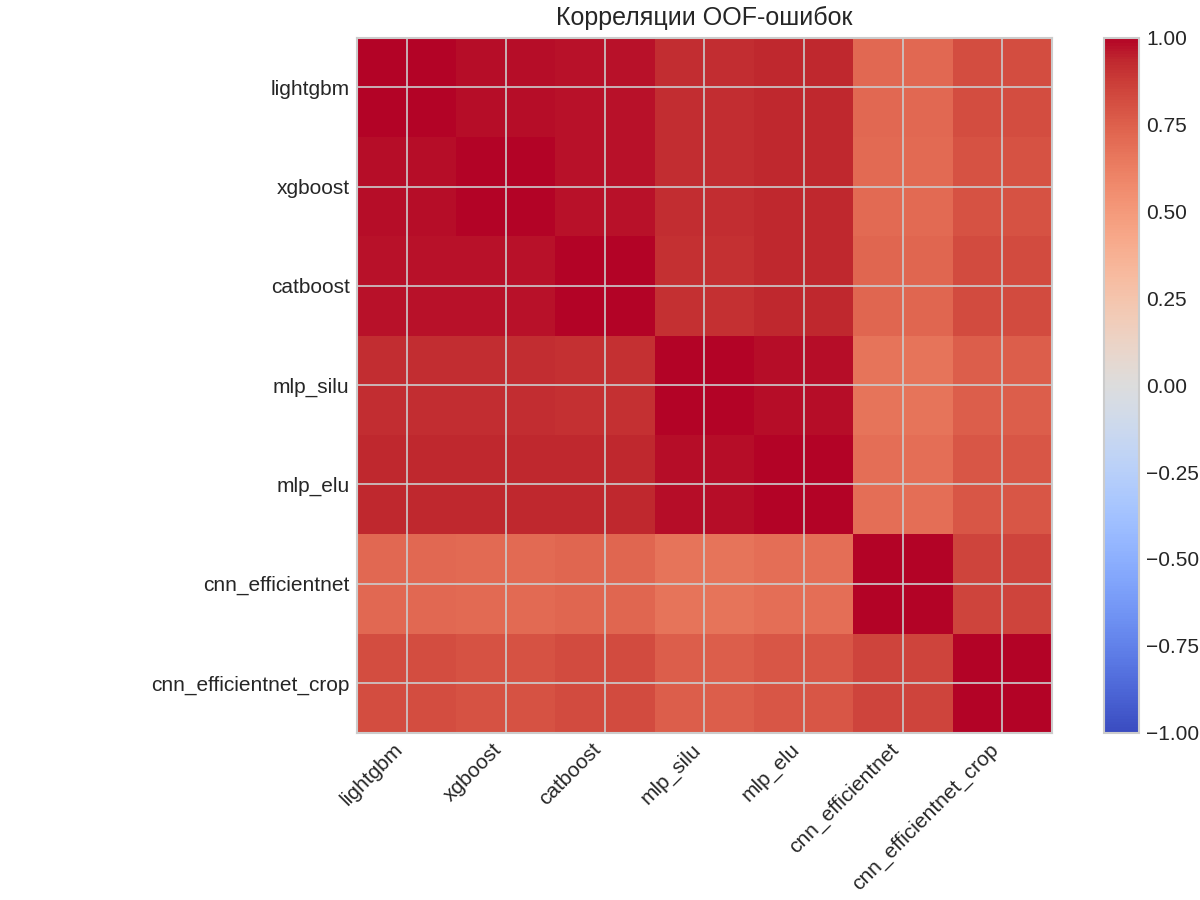 Корреляции OOF-ошибок
lightgbm
xgboost
catboost
mlp_silu
mlp_elu
cnn_efficientnet
cnn_efficientnet_crop
lightgbm
xgboost
catboost
mlp_silu
mlp_elu
cnn_efficientnet
cnn_efficientnet_crop
1.00
0.75
0.50
0.25
0.00
−0.25
−0.50
−0.75
−1.00